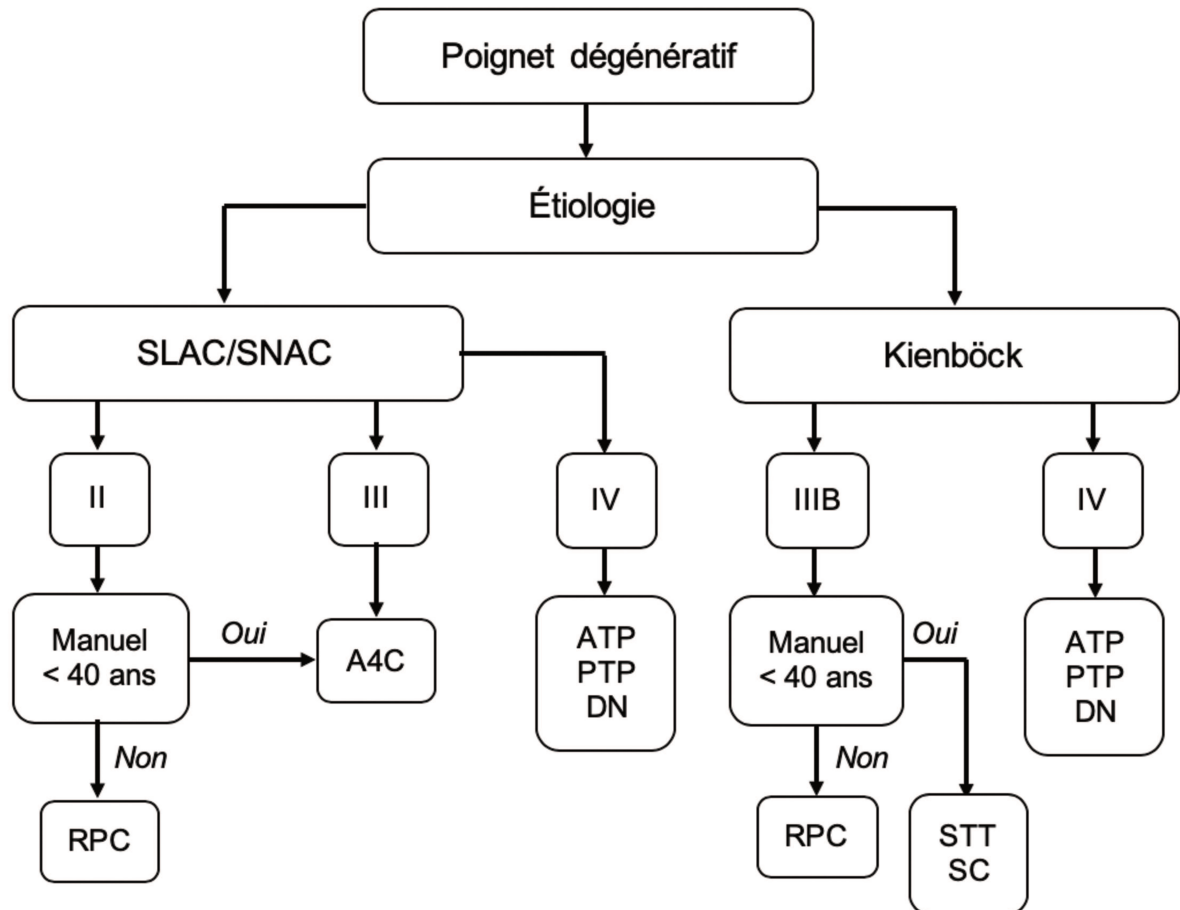 Poignet dégénératif
Étiologie
SLAC/SNAC
Kienböck
II
III
IV
IIIB
IV
Manuel
< 40 ans
Oui
A4C
ATP
PTP
DN
Manuel
< 40 ans
Oui
ATP
PTP
DN
Non
Non
RPC
RPC
STT
SC